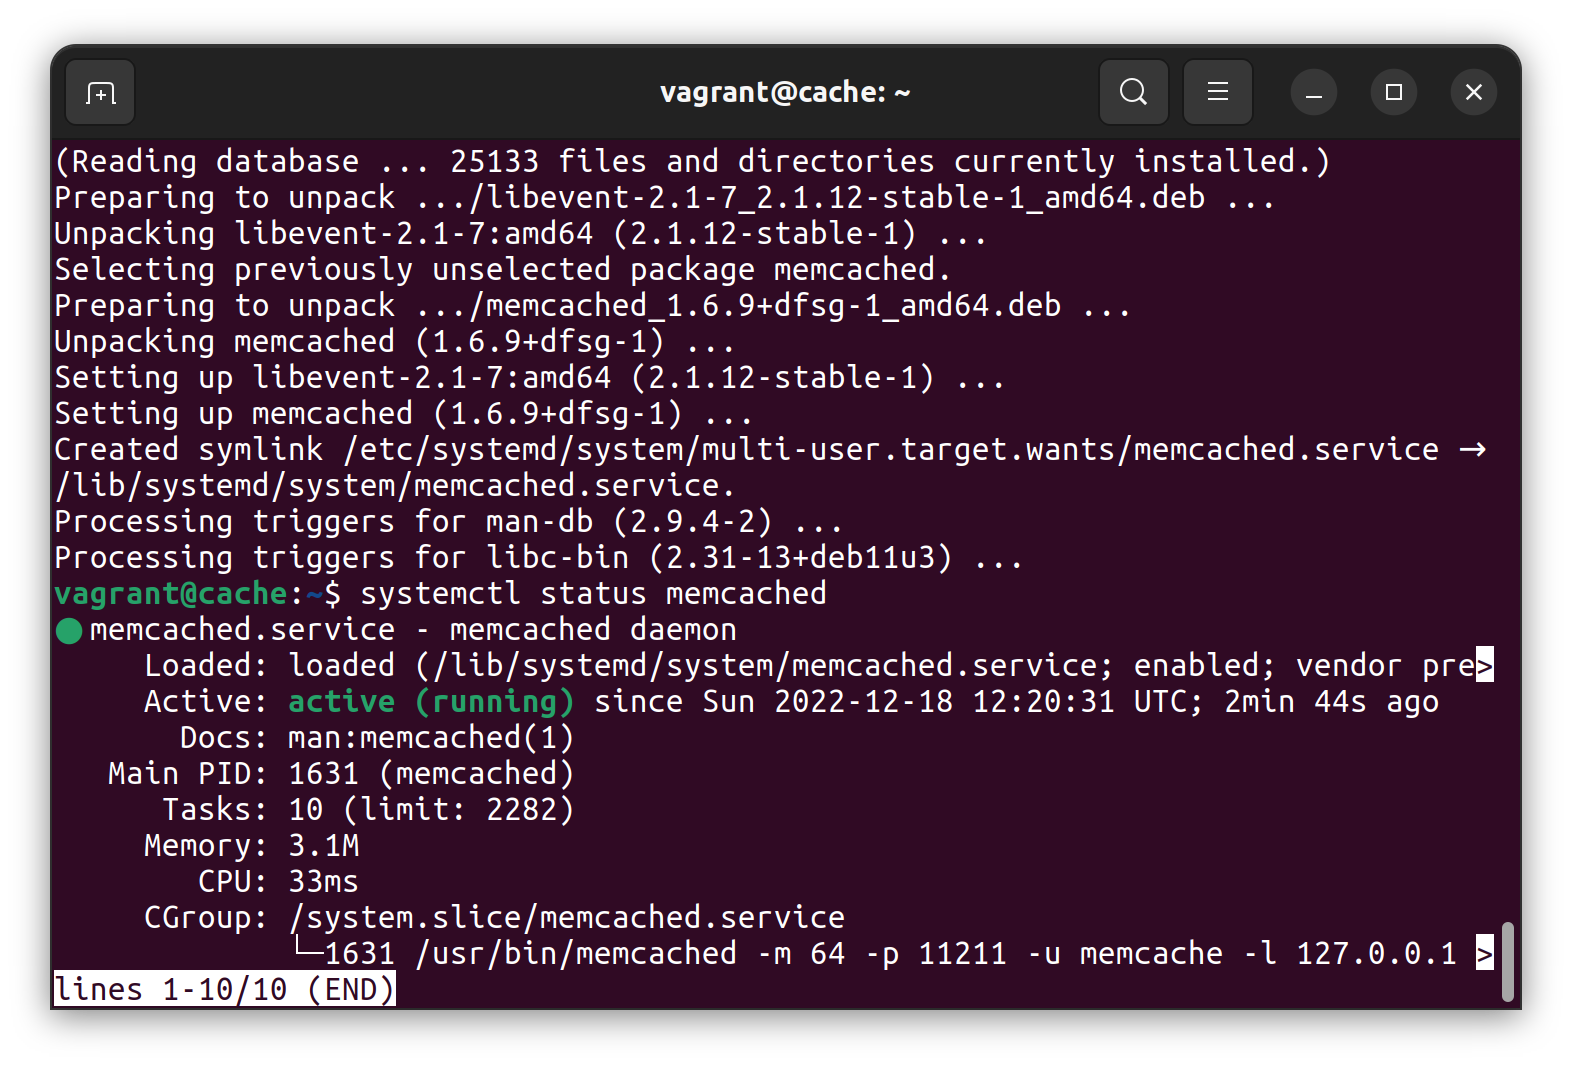 vagrant@cache: ~
(Reading database ... 25133 files and directories currently installed.)
Preparing to unpack .../libevent-2.1-7_2.1.12-stable-1_amd64.deb ...
Unpacking libevent-2.1-7:amd64 (2.1.12-stable-1) ...
Selecting previously unselected package memcached.
Preparing to unpack .../memcached_1.6.9+dfsg-1_amd64.deb ...
Unpacking memcached (1.6.9+dfsg-1) ...
Setting up libevent-2.1-7:amd64 (2.1.12-stable-1) ...
Setting up memcached (1.6.9+dfsg-1) ...
Created symlink /etc/systemd/system/multi-user.target.wants/memcached.service →
/lib/systemd/system/memcached.service.
Processing triggers for man-db (2.9.4-2) ...
Processing triggers for libc-bin (2.31-13+deb11u3) ...
vagrant@cache:~$ systemctl status memcached
● memcached.service - memcached daemon
     Loaded: loaded (/lib/systemd/system/memcached.service; enabled; vendor pre>
     Active: active (running) since Sun 2022-12-18 12:20:31 UTC; 2min 44s ago
       Docs: man:memcached(1)
   Main PID: 1631 (memcached)
      Tasks: 10 (limit: 2282)
     Memory: 3.1M
        CPU: 33ms
     CGroup: /system.slice/memcached.service
             └─1631 /usr/bin/memcached -m 64 -p 11211 -u memcache -l 127.0.0.1 >
lines 1-10/10 (END)